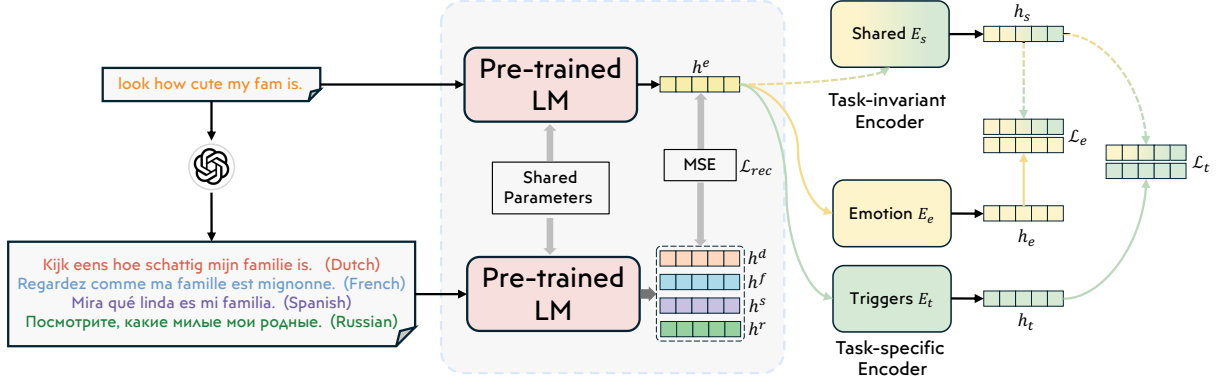 look how cute my fam is.
Kijk eens hoe schattig mijn familie is. (Dutch)
Regardez comme ma famille est mignonne. (French)
Mira qué linda es mi familia. (Spanish)
Посмотрите, какие милые мои родные. (Russian)
Pre-trained
LM
Shared
Parameters
Pre-trained
LM
h^e
MSE
ℒ_rec
h^d
h^f
h^s
h^r
Shared E_s
Task-invariant
Encoder
Emotion E_e
Triggers E_t
Task-specific
Encoder
h_s
ℒ_e
h_e
h_t
ℒ_t